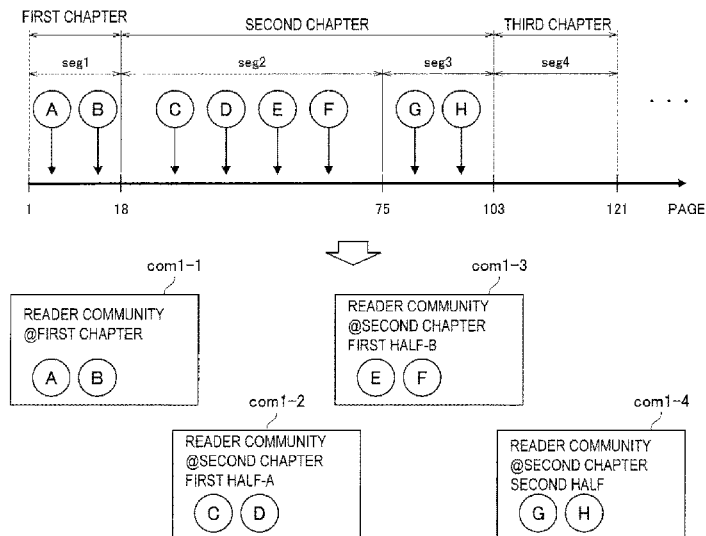 FIRST CHAPTER
SECOND CHAPTER
THIRD CHAPTER
seg1
seg2
seg3
seg4
A
B
C
D
E
F
G
H
. . .
1
18
75
103
121
PAGE
com1-1
READER COMMUNITY
@FIRST CHAPTER
A B
com1-3
READER COMMUNITY
@SECOND CHAPTER
FIRST HALF-B
E F
com1-2
READER COMMUNITY
@SECOND CHAPTER
FIRST HALF-A
C D
com1-4
READER COMMUNITY
@SECOND CHAPTER
SECOND HALF
G H